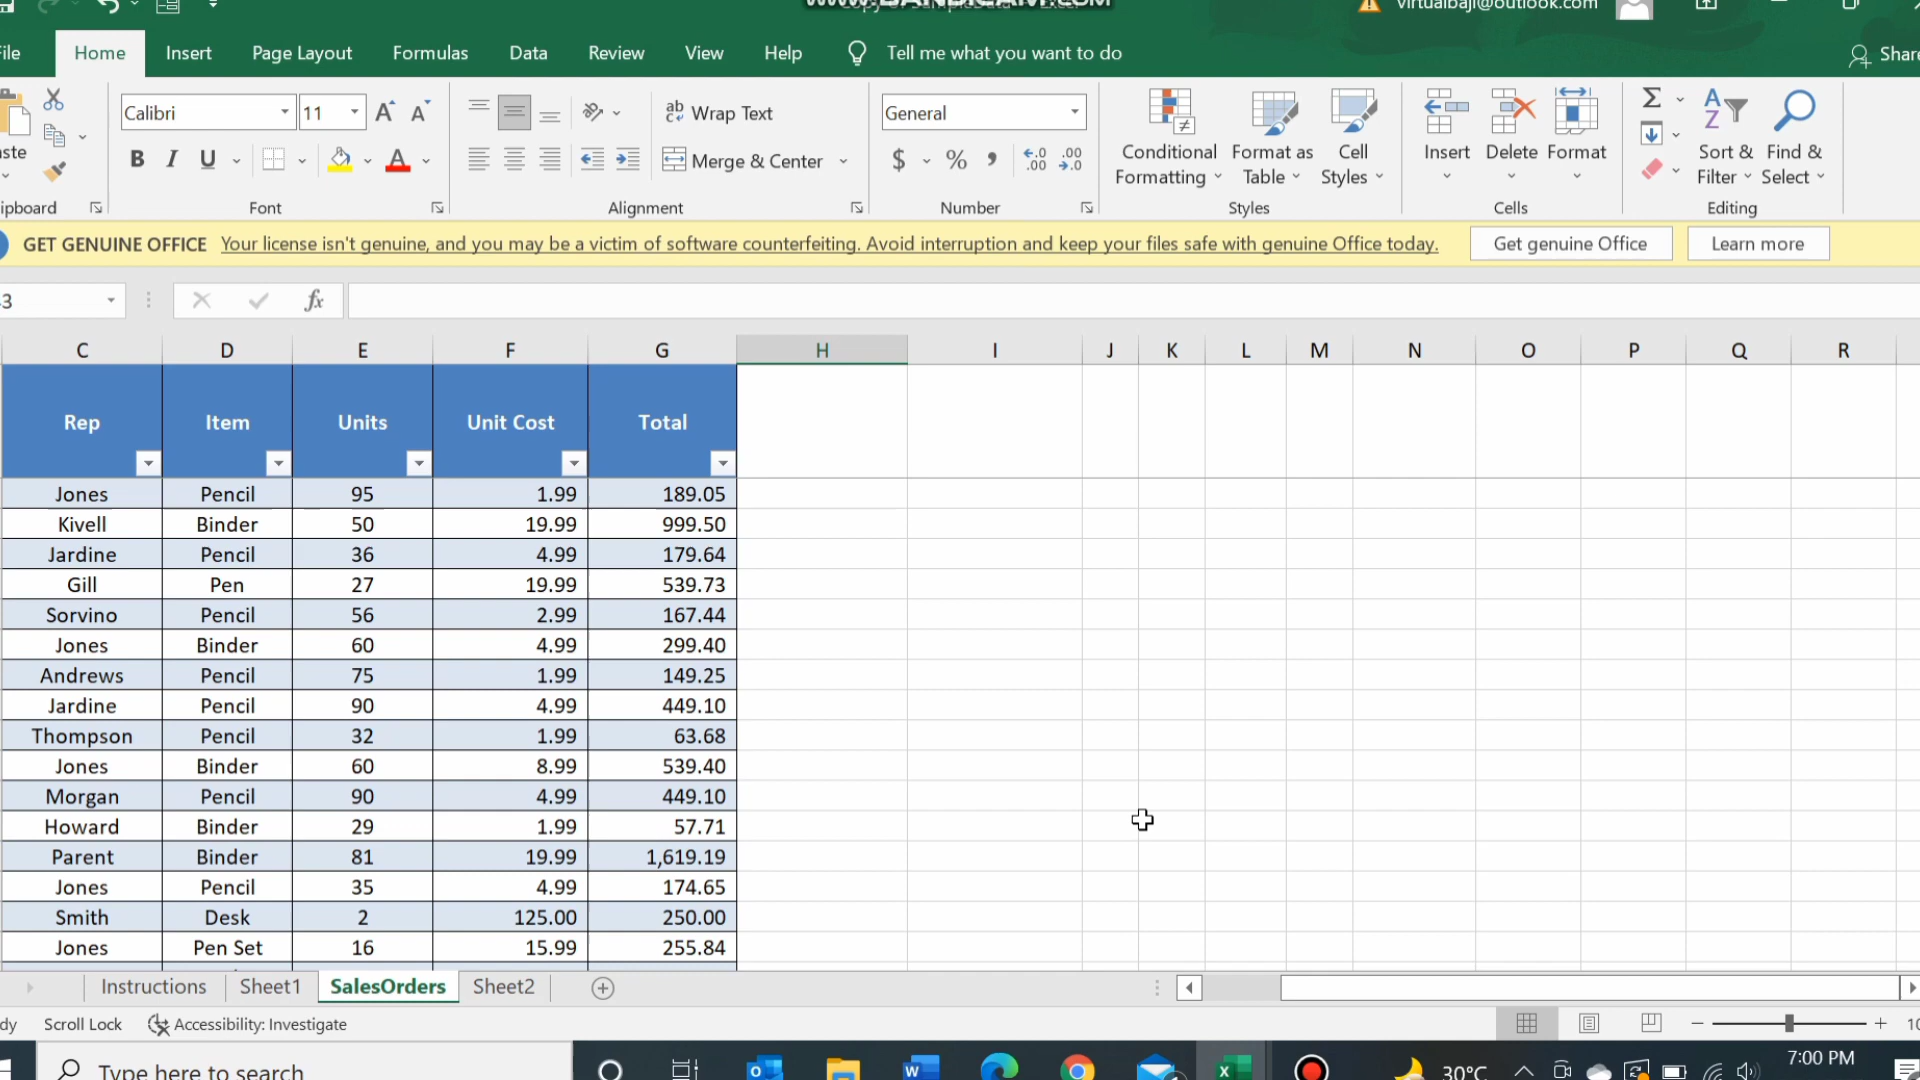 www.BANDICAM.com
virtualbaji@outlook.com
File Home Insert Page Layout Formulas Data Review View Help Tell me what you want to do Share
Calibri 11 Wrap Text General
B I U Merge & Center $ % , Conditional Formatting Format as Table Cell Styles Insert Delete Format Sort & Filter Find & Select
Font Alignment Number Styles Cells Editing
GET GENUINE OFFICE Your license isn't genuine, and you may be a victim of software counterfeiting. Avoid interruption and keep your files safe with genuine Office today. Get genuine Office Learn more
fx
C D E F G H I J K L M N O P Q R
Rep Item Units Unit Cost Total
Jones Pencil 95 1.99 189.05
Kivell Binder 50 19.99 999.50
Jardine Pencil 36 4.99 179.64
Gill Pen 27 19.99 539.73
Sorvino Pencil 56 2.99 167.44
Jones Binder 60 4.99 299.40
Andrews Pencil 75 1.99 149.25
Jardine Pencil 90 4.99 449.10
Thompson Pencil 32 1.99 63.68
Jones Binder 60 8.99 539.40
Morgan Pencil 90 4.99 449.10
Howard Binder 29 1.99 57.71
Parent Binder 81 19.99 1,619.19
Jones Pencil 35 4.99 174.65
Smith Desk 2 125.00 250.00
Jones Pen Set 16 15.99 255.84
Instructions Sheet1 SalesOrders Sheet2
Scroll Lock Accessibility: Investigate
Type here to search 30°C 7:00 PM